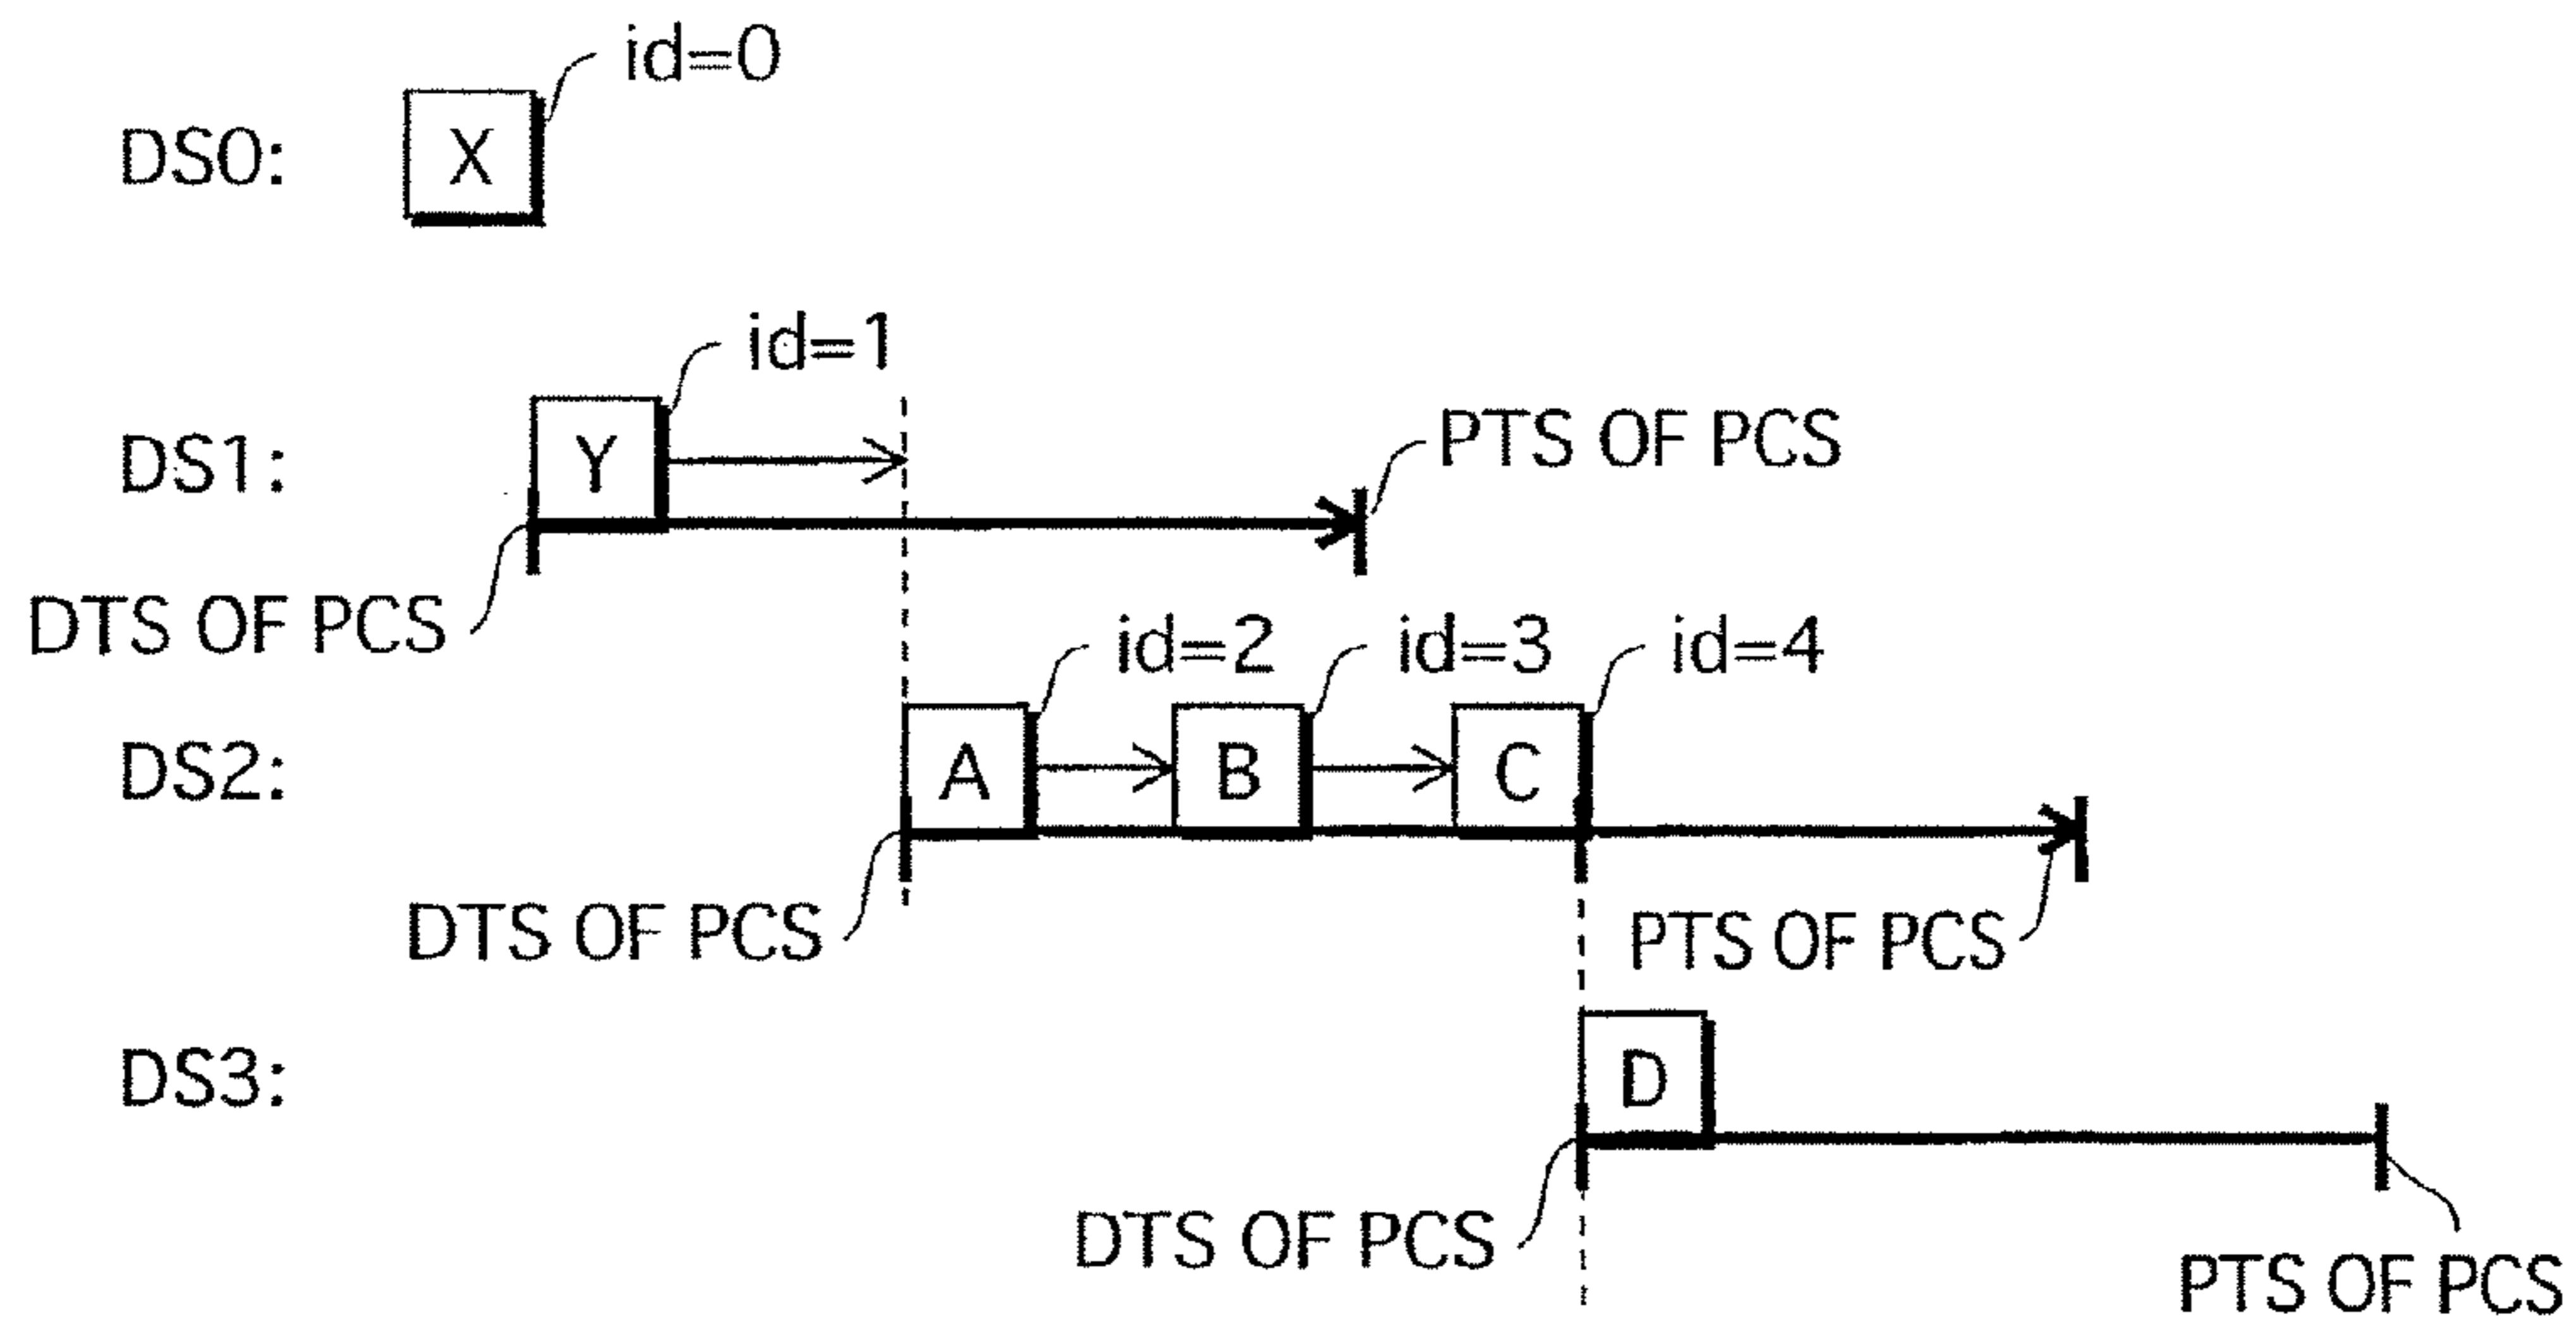 id=0
DS0: X
id=1
DS1: Y
PTS OF PCS
DTS OF PCS
id=2 id=3 id=4
DS2: A B C
DTS OF PCS
PTS OF PCS
DS3: D
DTS OF PCS
PTS OF PCS